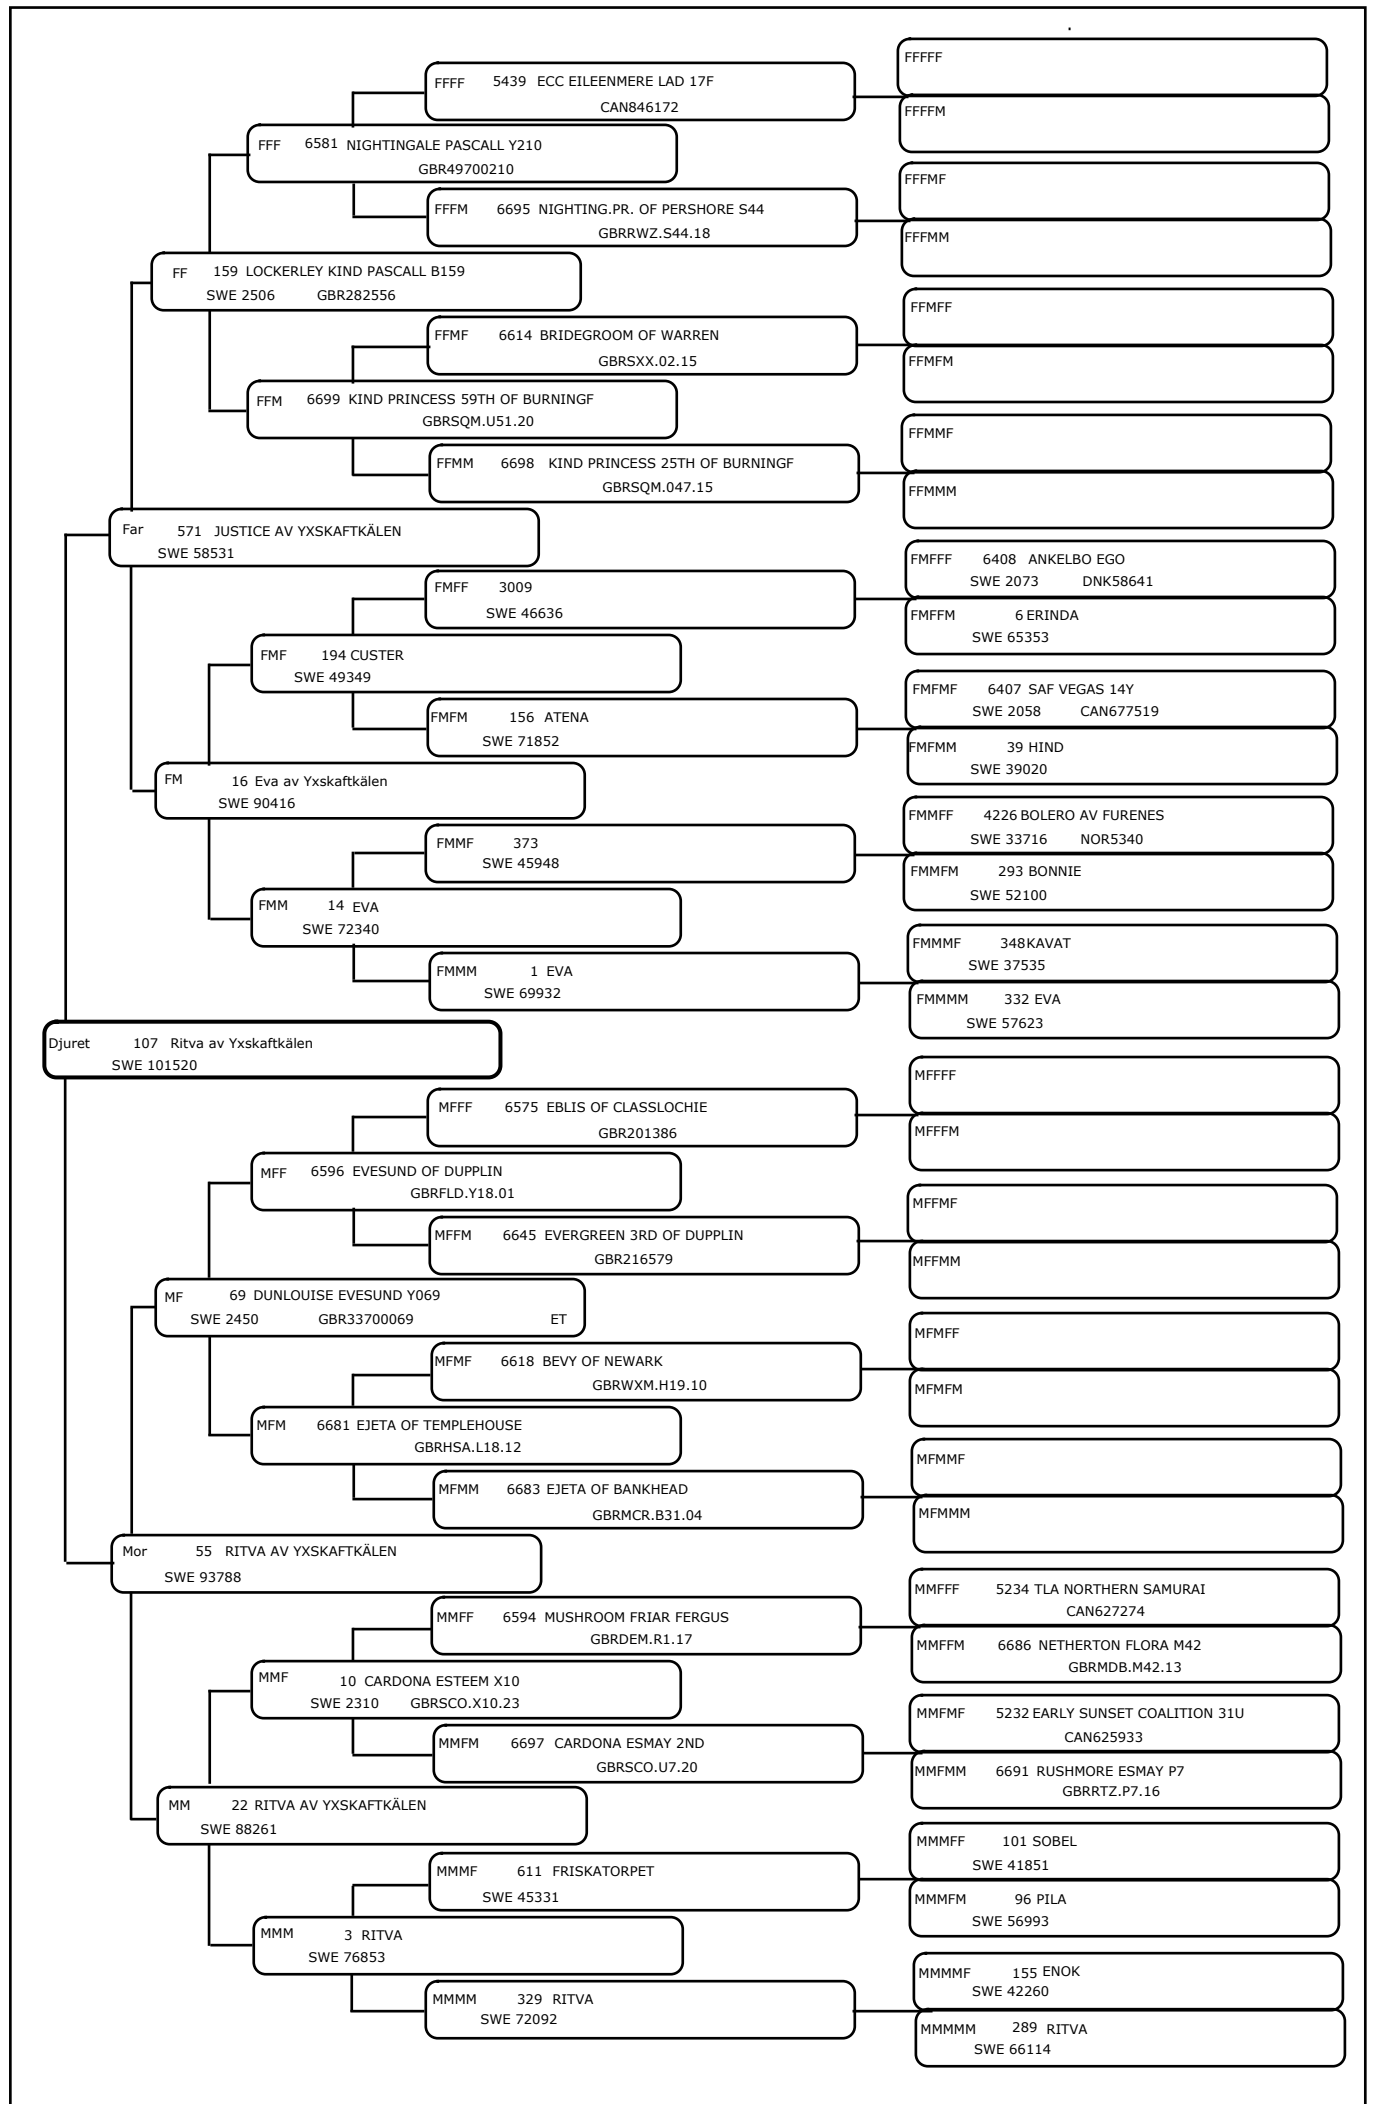 FFFFF
FFFF 5439 ECC EILEENMERE LAD 17F
CAN846172
FFFFM
FFF 6581 NIGHTINGALE PASCALL Y210
GBR49700210
FFFMF
FFFM 6695 NIGHTING.PR. OF PERSHORE S44
GBRRWZ.S44.18
FFFMM
FF 159 LOCKERLEY KIND PASCALL B159
SWE 2506 GBR282556
FFMFF
FFMF 6614 BRIDEGROOM OF WARREN
GBRSXX.02.15
FFMFM
FFM 6699 KIND PRINCESS 59TH OF BURNINGF
GBRSQM.U51.20
FFMMF
FFMM 6698 KIND PRINCESS 25TH OF BURNINGF
GBRSQM.047.15
FFMMM
Far 571 JUSTICE AV YXSKAFTKÄLEN
SWE 58531
FMFFF 6408 ANKELBO EGO
SWE 2073 DNK58641
FMFF 3009
SWE 46636
FMFFM 6 ERINDA
SWE 65353
FMF 194 CUSTER
SWE 49349
FMFMF 6407 SAF VEGAS 14Y
SWE 2058 CAN677519
FMFM 156 ATENA
SWE 71852
FMFMM 39 HIND
SWE 39020
FM 16 Eva av Yxskaftkälen
SWE 90416
FMMFF 4226 BOLERO AV FURENES
SWE 33716 NOR5340
FMMF 373
SWE 45948
FMMFM 293 BONNIE
SWE 52100
FMM 14 EVA
SWE 72340
FMMMF 348 KAVAT
SWE 37535
FMMM 1 EVA
SWE 69932
FMMMM 332 EVA
SWE 57623
Djuret 107 Ritva av Yxskaftkälen
SWE 101520
MFFFF
MFFF 6575 EBLIS OF CLASSLOCHIE
GBR201386
MFFFM
MFF 6596 EVESUND OF DUPPLIN
GBRFLD.Y18.01
MFFMF
MFFM 6645 EVERGREEN 3RD OF DUPPLIN
GBR216579
MFFMM
MF 69 DUNLOUISE EVESUND Y069
SWE 2450 GBR33700069 ET
MFMFF
MFMF 6618 BEVY OF NEWARK
GBRWXM.H19.10
MFMFM
MFM 6681 EJETA OF TEMPLEHOUSE
GBRHSA.L18.12
MFMMF
MFMM 6683 EJETA OF BANKHEAD
GBRMCR.B31.04
MFMMM
Mor 55 RITVA AV YXSKAFTKÄLEN
SWE 93788
MMFFF 5234 TLA NORTHERN SAMURAI
CAN627274
MMFF 6594 MUSHROOM FRIAR FERGUS
GBRDEM.R1.17
MMFFM 6686 NETHERTON FLORA M42
GBRMDB.M42.13
MMF 10 CARDONA ESTEEM X10
SWE 2310 GBRSCO.X10.23
MMFMF 5232 EARLY SUNSET COALITION 31U
CAN625933
MMFM 6697 CARDONA ESMAY 2ND
GBRSCO.U7.20
MMFMM 6691 RUSHMORE ESMAY P7
GBRRTZ.P7.16
MM 22 RITVA AV YXSKAFTKÄLEN
SWE 88261
MMMFF 101 SOBEL
SWE 41851
MMMF 611 FRISKATORPET
SWE 45331
MMMFM 96 PILA
SWE 56993
MMM 3 RITVA
SWE 76853
MMMMF 155 ENOK
SWE 42260
MMMM 329 RITVA
SWE 72092
MMMMM 289 RITVA
SWE 66114